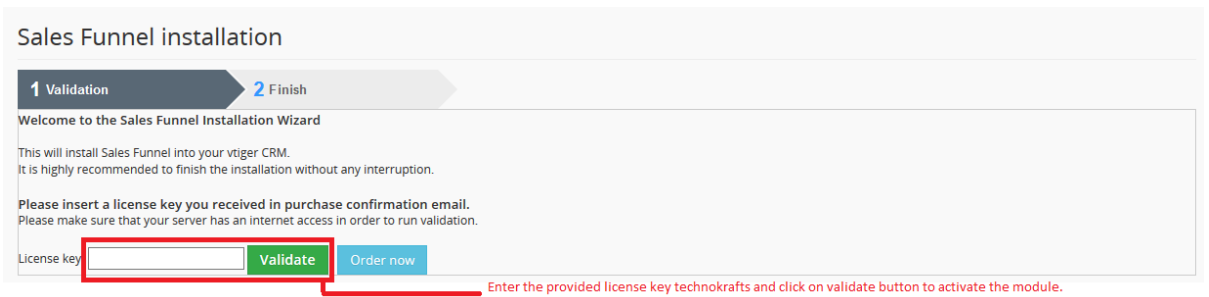 Sales Funnel installation
1 Validation
2 Finish
Welcome to the Sales Funnel Installation Wizard
This will install Sales Funnel into your vtiger CRM.
It is highly recommended to finish the installation without any interruption.
Please insert a license key you received in purchase confirmation email.
Please make sure that your server has an internet access in order to run validation.
License key
Validate
Order now
Enter the provided license key technokrafts and click on validate button to activate the module.